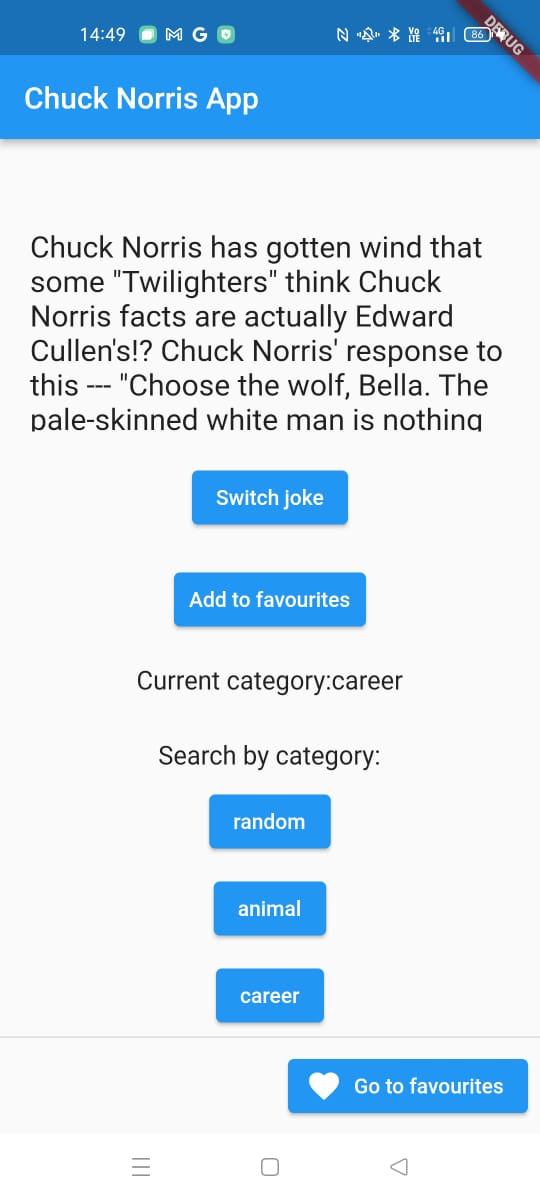 14:49
G
VO LTE 4G 86
DEBUG
Chuck Norris App
Chuck Norris has gotten wind that
some "Twilighters" think Chuck
Norris facts are actually Edward
Cullen's!? Chuck Norris' response to
this --- "Choose the wolf, Bella. The
pale-skinned white man is nothing
Switch joke
Add to favourites
Current category:career
Search by category:
random
animal
career
Go to favourites